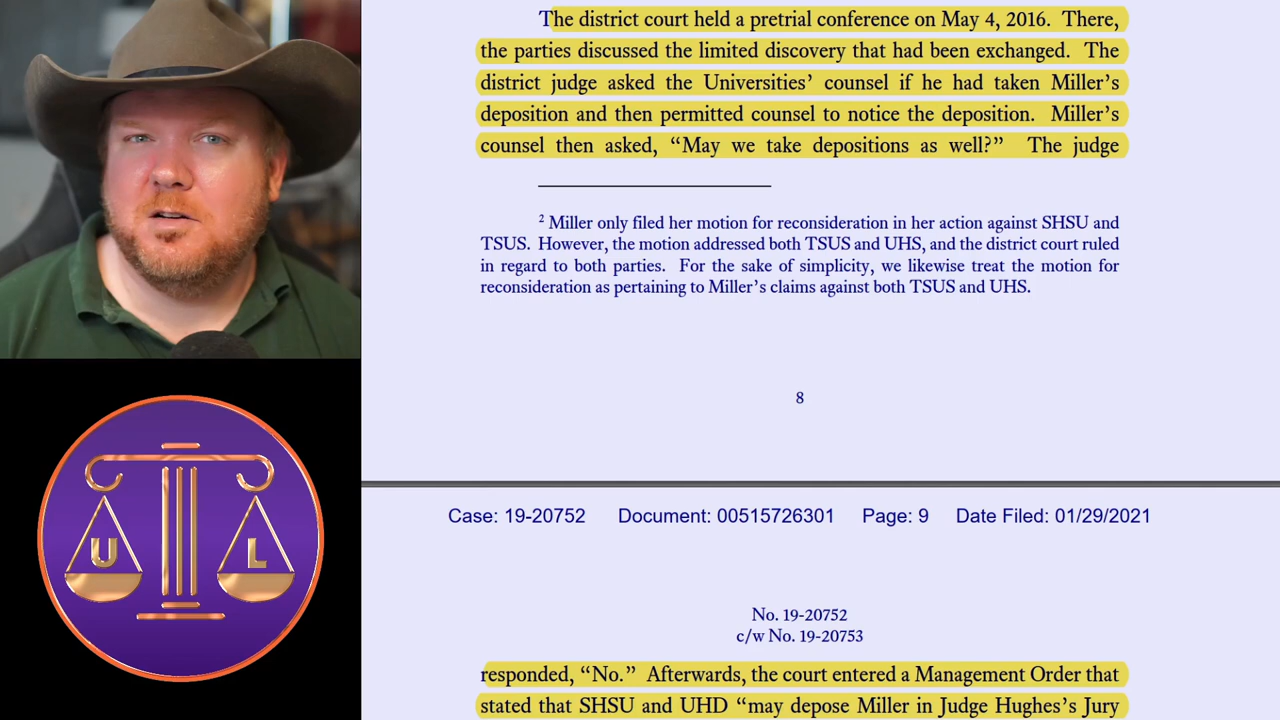 The district court held a pretrial conference on May 4, 2016. There,
the parties discussed the limited discovery that had been exchanged. The
district judge asked the Universities’ counsel if he had taken Miller’s
deposition and then permitted counsel to notice the deposition. Miller’s
counsel then asked, “May we take depositions as well?” The judge
2 Miller only filed her motion for reconsideration in her action against SHSU and
TSUS. However, the motion addressed both TSUS and UHS, and the district court ruled
in regard to both parties. For the sake of simplicity, we likewise treat the motion for
reconsideration as pertaining to Miller’s claims against both TSUS and UHS.
8
Case: 19-20752 Document: 00515726301 Page: 9 Date Filed: 01/29/2021
No. 19-20752
c/w No. 19-20753
responded, “No.” Afterwards, the court entered a Management Order that
stated that SHSU and UHD “may depose Miller in Judge Hughes’s Jury
U L